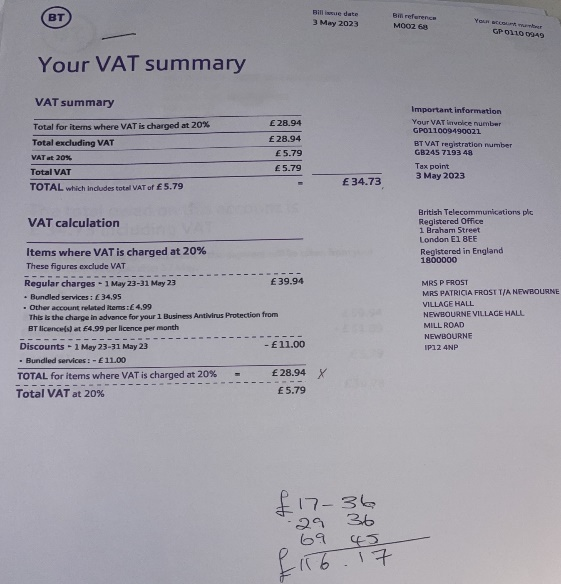 BT
Bill issue date
3 May 2023
Bill reference
M002 68
Your account number
GP 0110 0949
Your VAT summary
VAT summary
Total for items where VAT is charged at 20% £28.94
Total excluding VAT £28.94
VAT at 20% £5.79
Total VAT £5.79
TOTAL which includes total VAT of £5.79 = £34.73
VAT calculation
Items where VAT is charged at 20%
These figures exclude VAT
Regular charges - 1 May 23-31 May 23 £39.94
• Bundled services: £34.95
• Other account related items: £4.99
This is the charge in advance for your 1 Business Antivirus Protection from
BT licence(s) at £4.99 per licence per month
Discounts - 1 May 23-31 May 23 -£11.00
• Bundled services: -£11.00
TOTAL for items where VAT is charged at 20% = £28.94 X
Total VAT at 20% £5.79
Important information
Your VAT invoice number
GP011009490021
BT VAT registration number
GB245 7193 48
Tax point
3 May 2023
British Telecommunications plc
Registered Office
1 Braham Street
London E1 8EE
Registered in England
1800000
MRS P FROST
MRS PATRICIA FROST T/A NEWBOURNE
VILLAGE HALL
NEWBOURNE VILLAGE HALL
MILL ROAD
NEWBOURNE
IP12 4NP
£17-36
29 36
69 45
£116.17